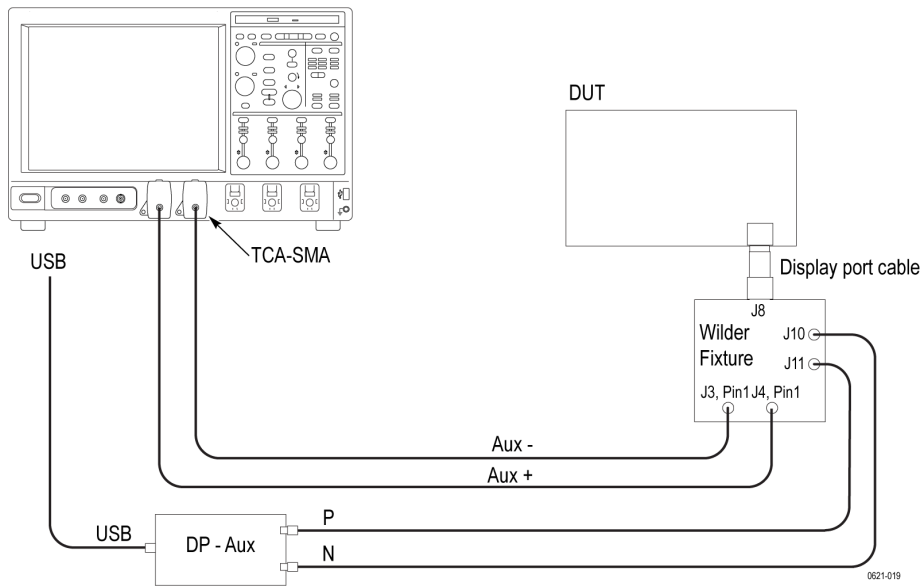 DUT
TCA-SMA
USB
Display port cable
J8
Wilder
Fixture
J10
J11
J3, Pin1
J4, Pin1
Aux -
Aux +
P
USB
DP - Aux
N
0621-019